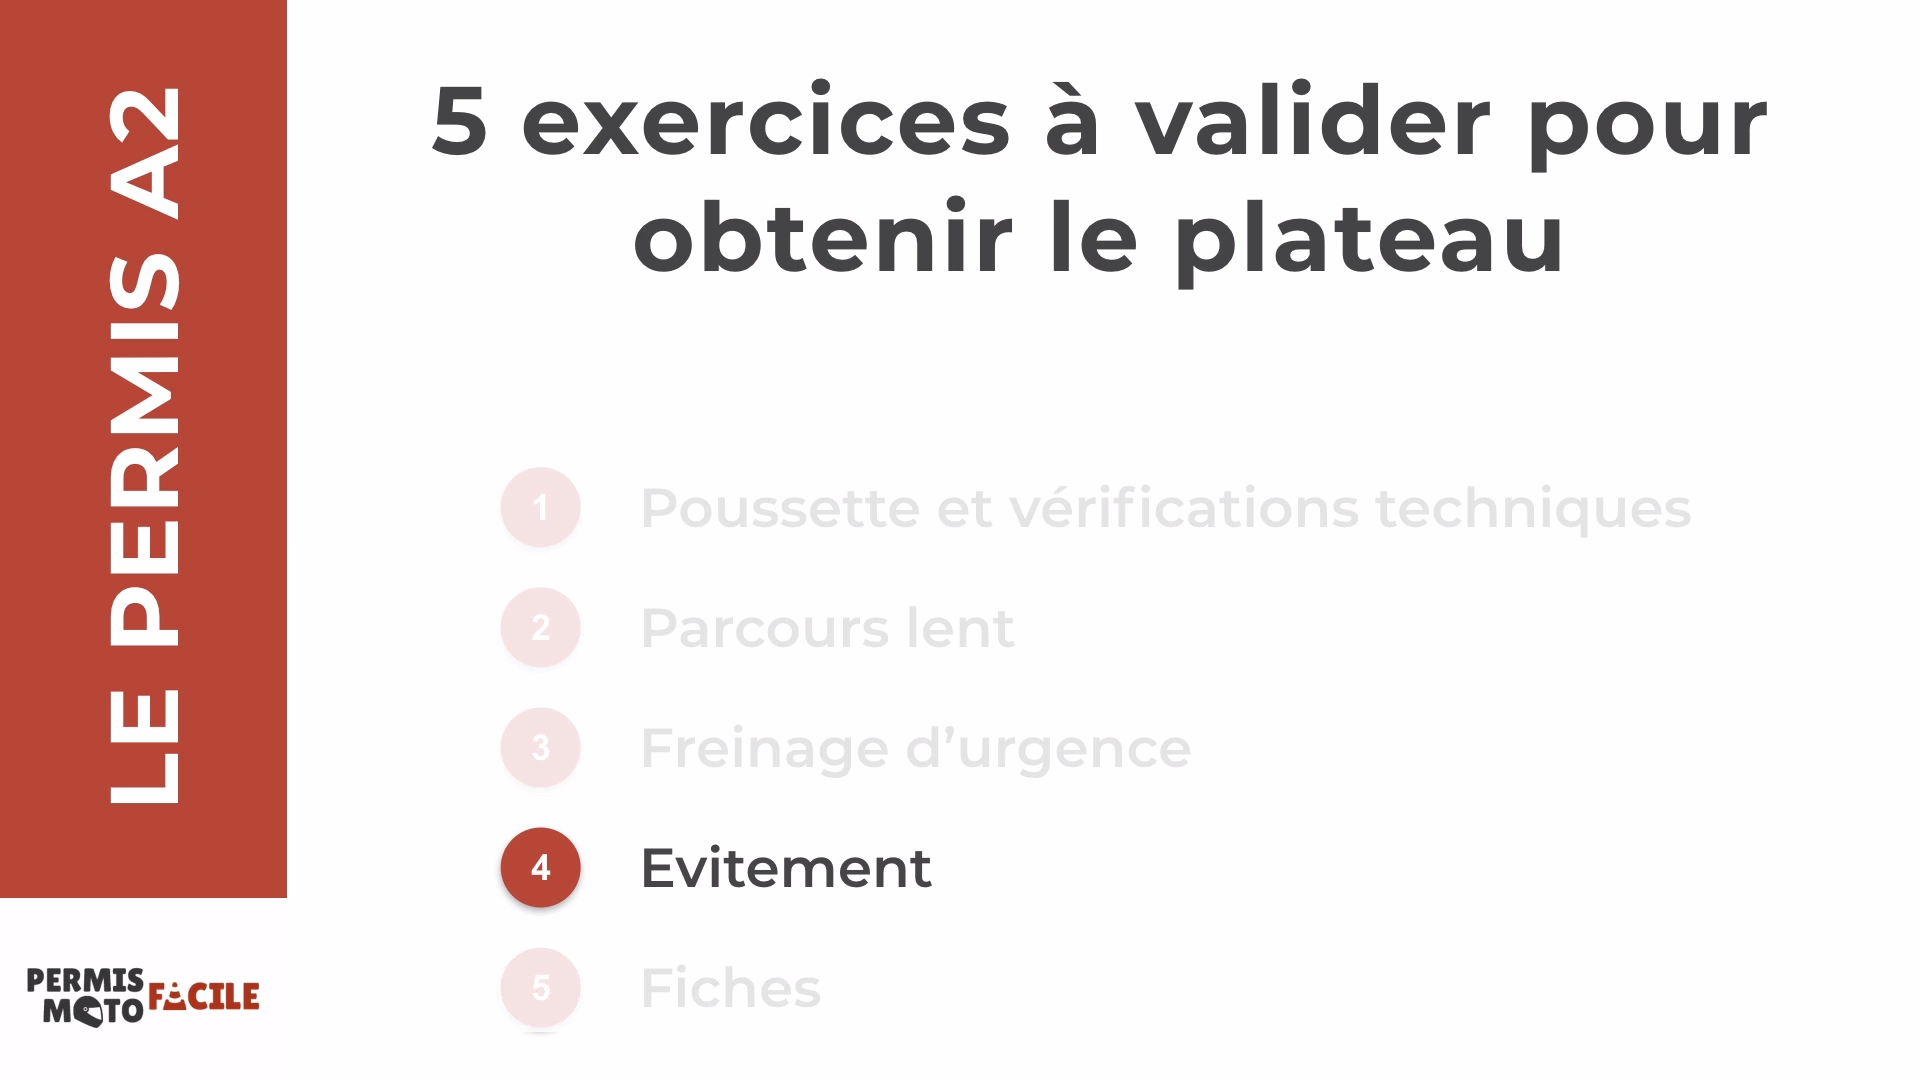 LE PERMIS A2
5 exercices à valider pour
obtenir le plateau
1 Poussette et vérifications techniques
2 Parcours lent
3 Freinage d’urgence
4 Evitement
5 Fiches
PERMIS
MOTO FACILE